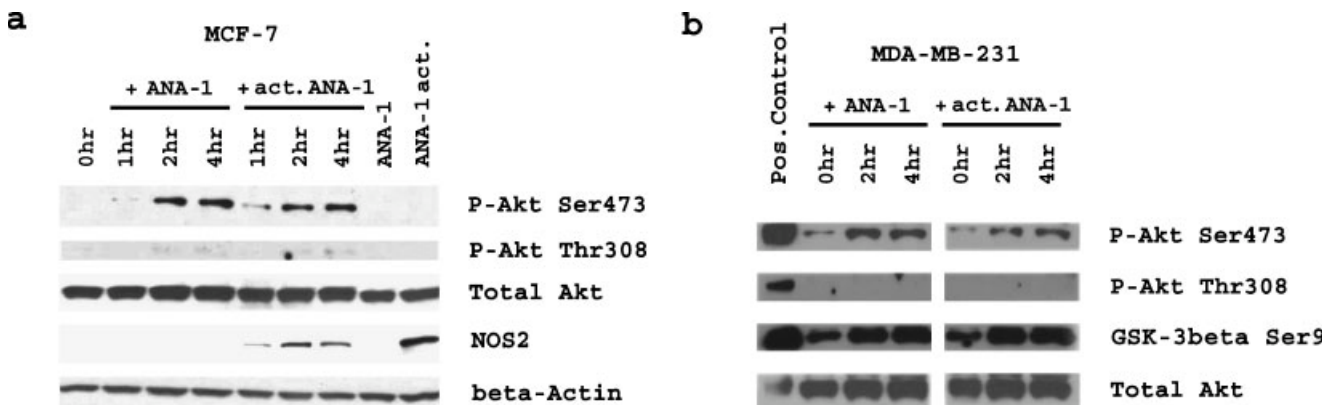 a
MCF-7
+ ANA-1
+ act. ANA-1
ANA-1
ANA-1 act.
0hr
1hr
2hr
4hr
1hr
2hr
4hr
P-Akt Ser473
P-Akt Thr308
Total Akt
NOS2
beta-Actin
b
Pos.Control
MDA-MB-231
+ ANA-1
+ act. ANA-1
0hr
2hr
4hr
0hr
2hr
4hr
P-Akt Ser473
P-Akt Thr308
GSK-3beta Ser9
Total Akt